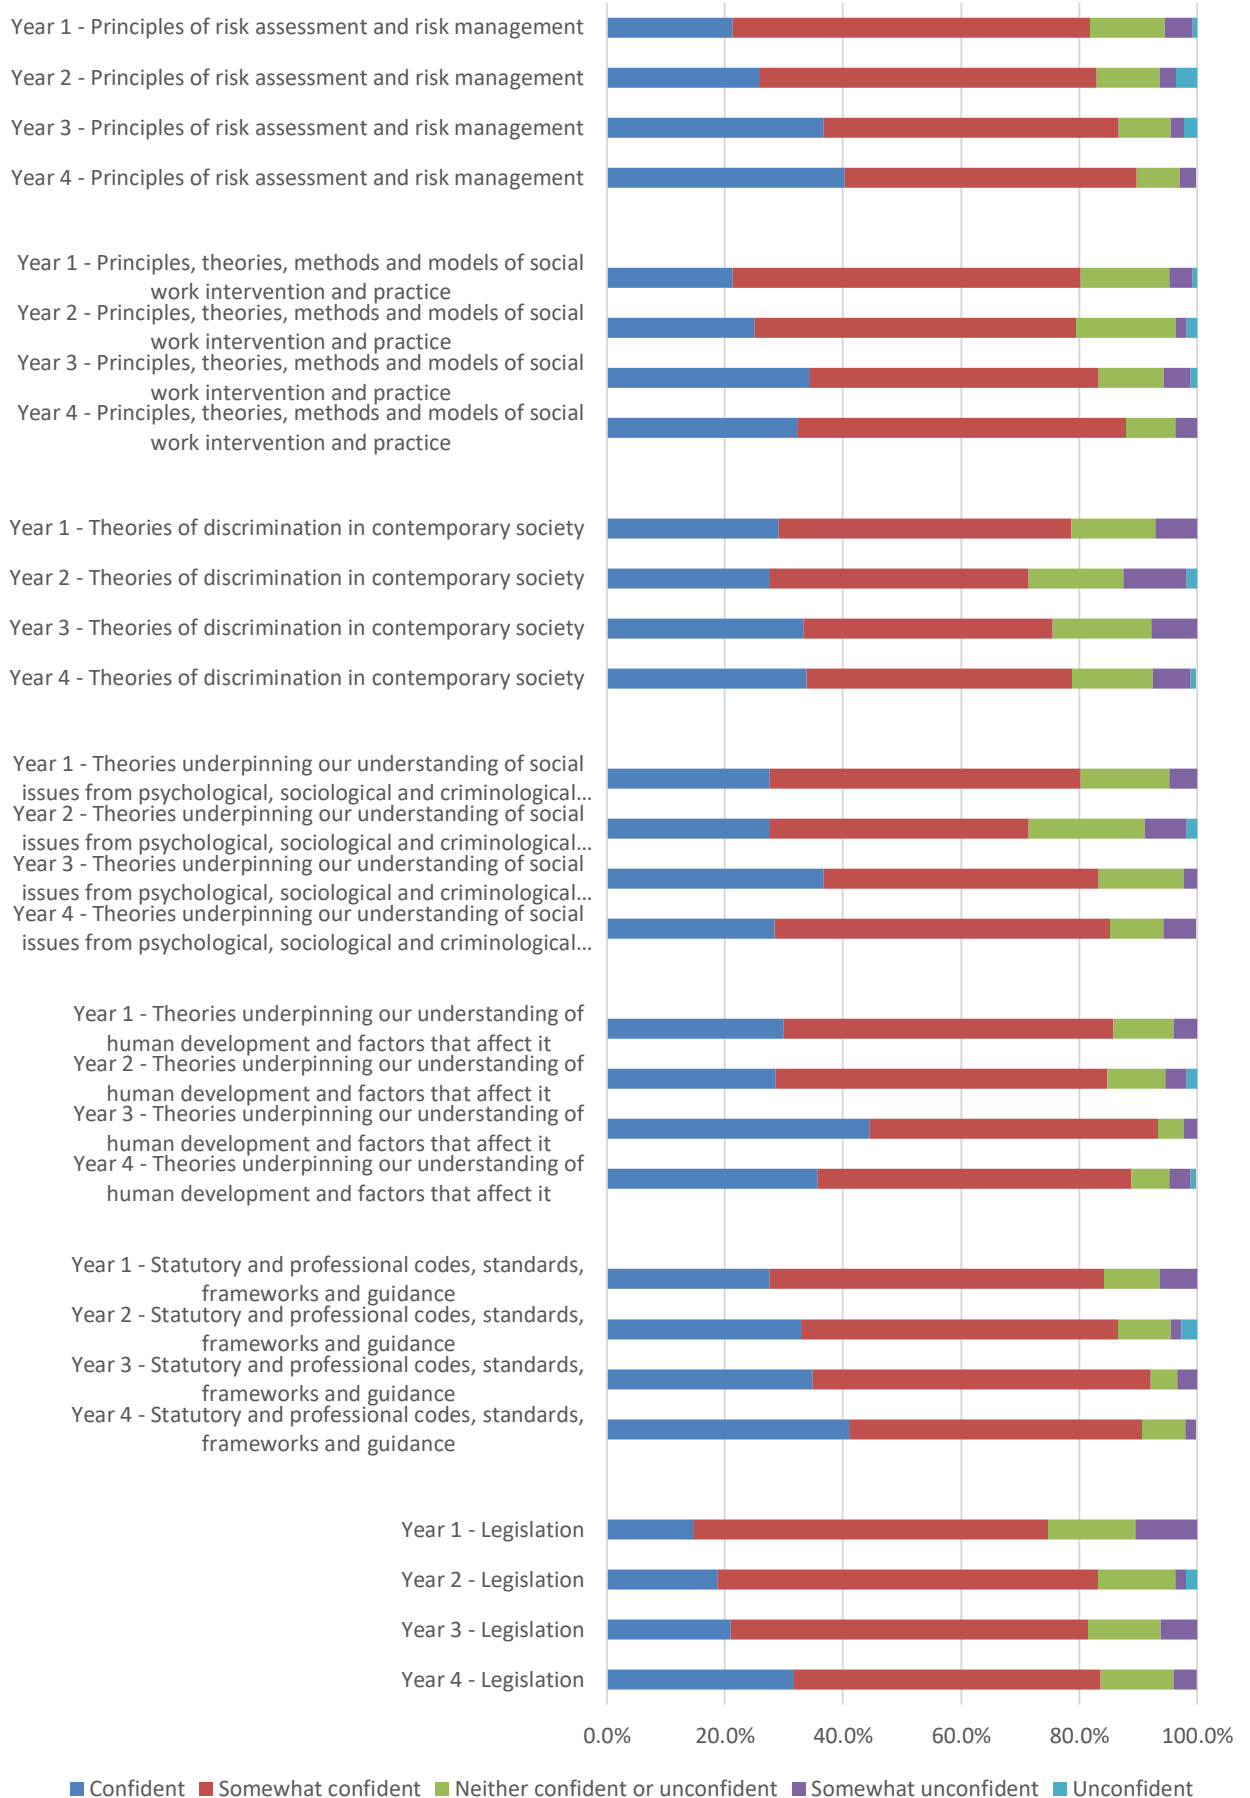 Year 1 - Principles of risk assessment and risk management
Year 2 - Principles of risk assessment and risk management
Year 3 - Principles of risk assessment and risk management
Year 4 - Principles of risk assessment and risk management
Year 1 - Principles, theories, methods and models of social
work intervention and practice
Year 2 - Principles, theories, methods and models of social
work intervention and practice
Year 3 - Principles, theories, methods and models of social
work intervention and practice
Year 4 - Principles, theories, methods and models of social
work intervention and practice
Year 1 - Theories of discrimination in contemporary society
Year 2 - Theories of discrimination in contemporary society
Year 3 - Theories of discrimination in contemporary society
Year 4 - Theories of discrimination in contemporary society
Year 1 - Theories underpinning our understanding of social
issues from psychological, sociological and criminological...
Year 2 - Theories underpinning our understanding of social
issues from psychological, sociological and criminological...
Year 3 - Theories underpinning our understanding of social
issues from psychological, sociological and criminological...
Year 4 - Theories underpinning our understanding of social
issues from psychological, sociological and criminological...
Year 1 - Theories underpinning our understanding of
human development and factors that affect it
Year 2 - Theories underpinning our understanding of
human development and factors that affect it
Year 3 - Theories underpinning our understanding of
human development and factors that affect it
Year 4 - Theories underpinning our understanding of
human development and factors that affect it
Year 1 - Statutory and professional codes, standards,
frameworks and guidance
Year 2 - Statutory and professional codes, standards,
frameworks and guidance
Year 3 - Statutory and professional codes, standards,
frameworks and guidance
Year 4 - Statutory and professional codes, standards,
frameworks and guidance
Year 1 - Legislation
Year 2 - Legislation
Year 3 - Legislation
Year 4 - Legislation
0.0% 20.0% 40.0% 60.0% 80.0% 100.0%
Confident Somewhat confident Neither confident or unconfident Somewhat unconfident Unconfident